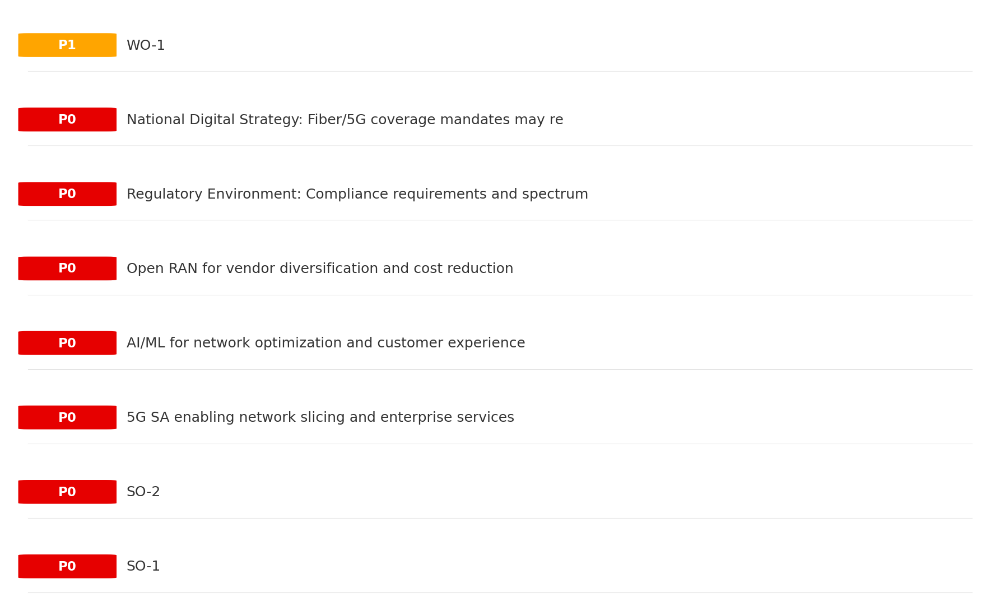 P1 WO-1
P0 National Digital Strategy: Fiber/5G coverage mandates may re
P0 Regulatory Environment: Compliance requirements and spectrum
P0 Open RAN for vendor diversification and cost reduction
P0 AI/ML for network optimization and customer experience
P0 5G SA enabling network slicing and enterprise services
P0 SO-2
P0 SO-1